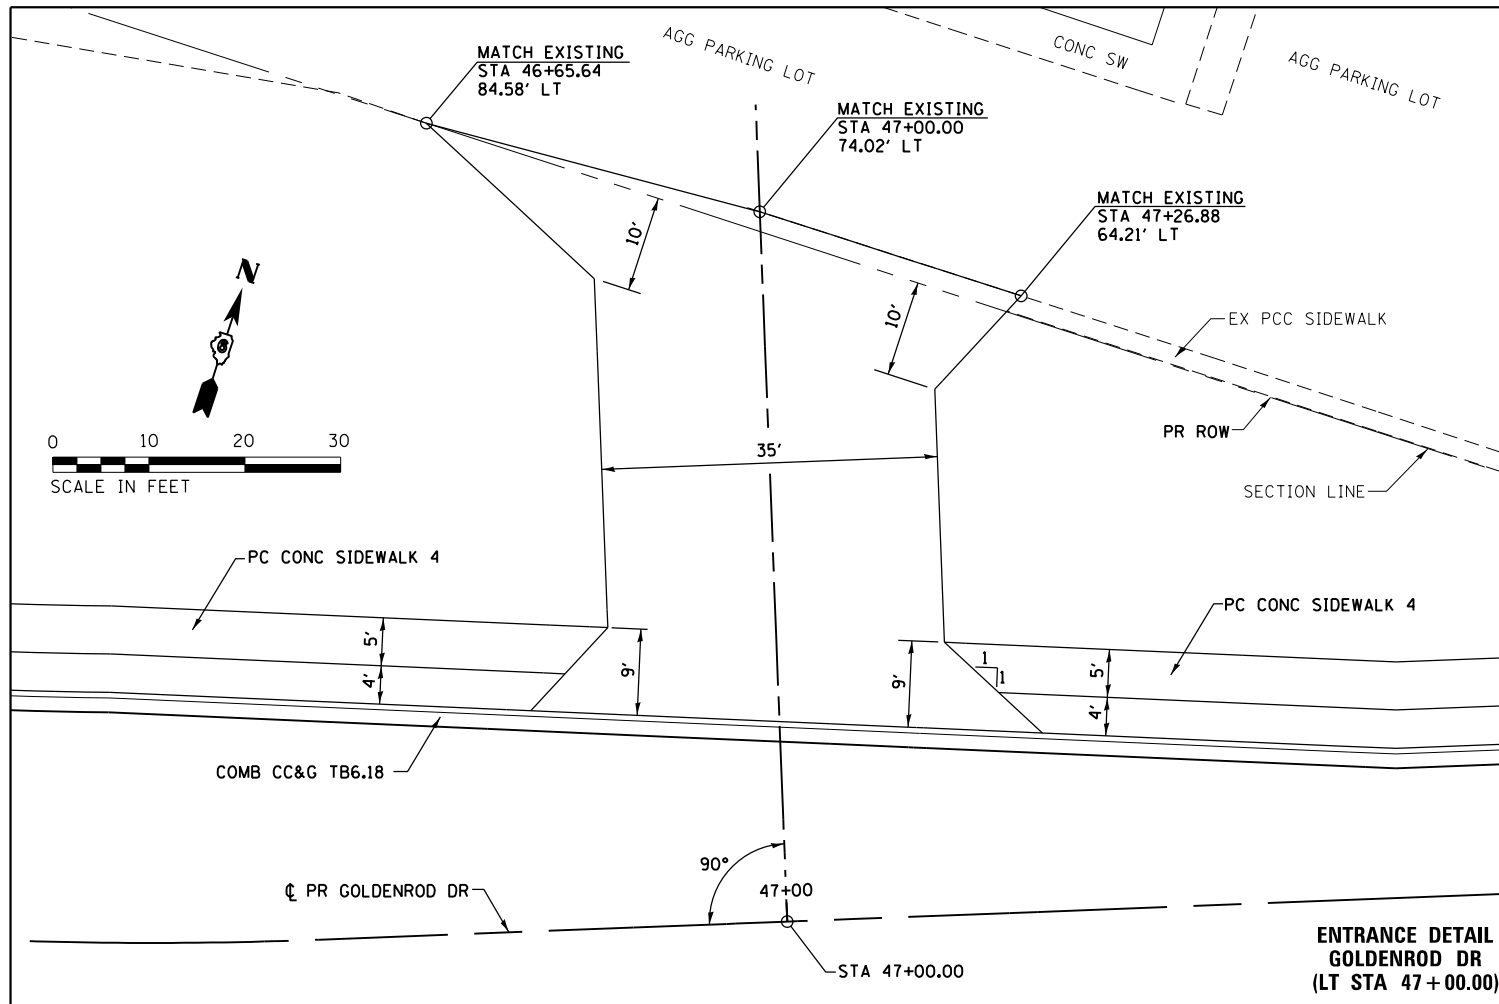 MATCH EXISTING
STA 46+65.64
84.58' LT
AGG PARKING LOT
CONC SW
AGG PARKING LOT
MATCH EXISTING
STA 47+00.00
74.02' LT
MATCH EXISTING
STA 47+26.88
64.21' LT
10'
10'
N
EX PCC SIDEWALK
PR ROW
SECTION LINE
0 10 20 30
SCALE IN FEET
35'
PC CONC SIDEWALK 4
PC CONC SIDEWALK 4
5'
4'
9'
9'
1
1
5'
4'
COMB CC&G TB6.18
90°
47+00
℄ PR GOLDENROD DR
STA 47+00.00
ENTRANCE DETAIL
GOLDENROD DR
(LT STA 47+00.00)